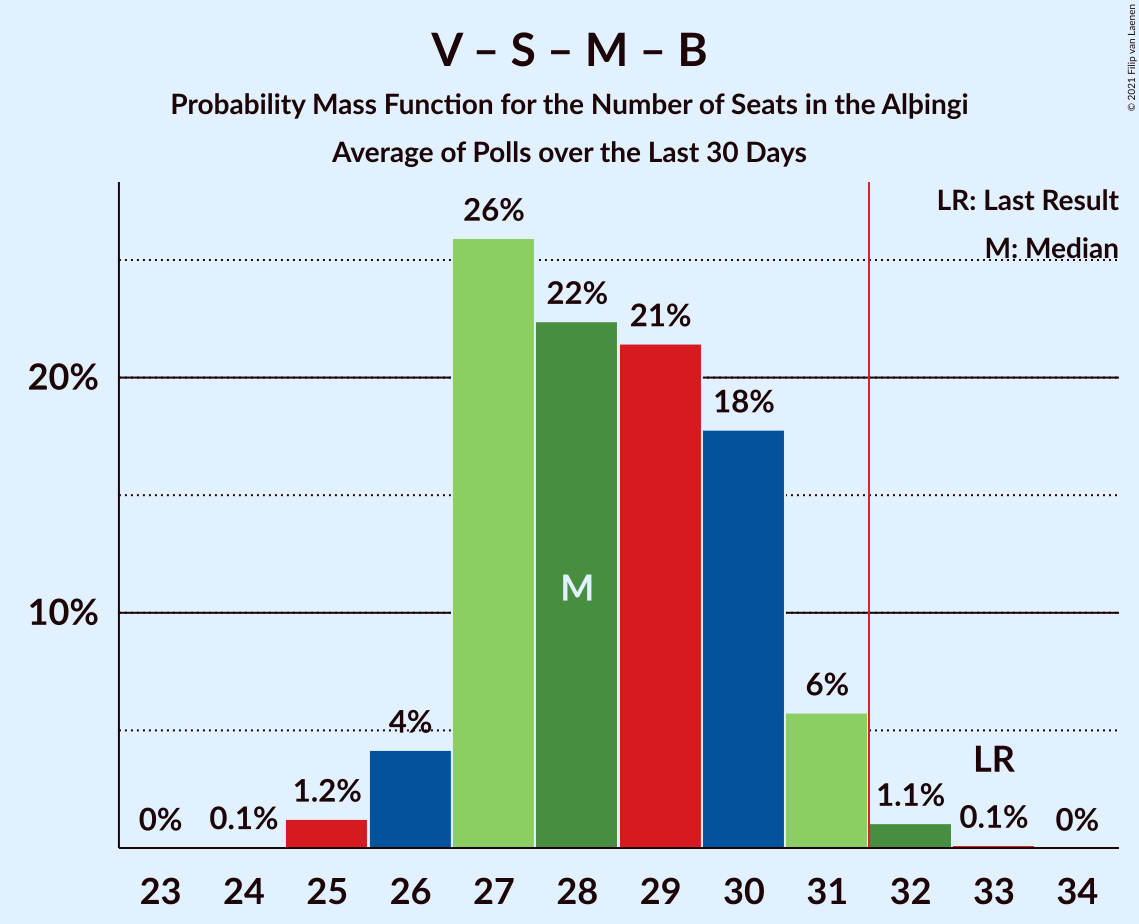 V – S – M – B
Probability Mass Function for the Number of Seats in the Alþingi
Average of Polls over the Last 30 Days
© 2021 Filip van Laenen
LR: Last Result
M: Median
26%
22%
21%
20%
18%
M
10%
6%
4%
LR
1.2%
1.1%
0%
0.1%
0.1%
0%
23 24 25 26 27 28 29 30 31 32 33 34